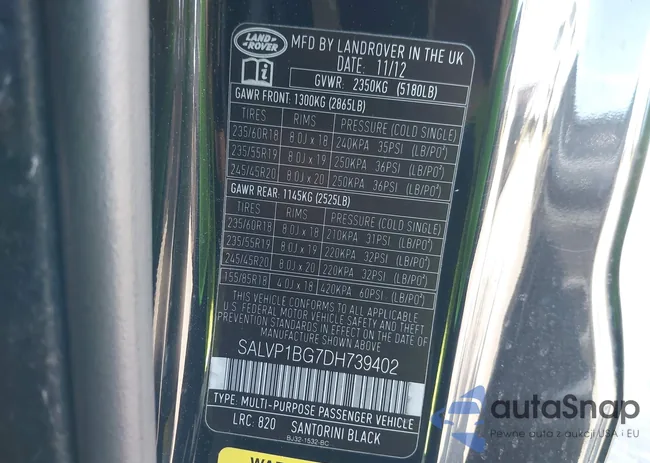 LAND
ROVER
MFD BY LANDROVER IN THE UK
DATE: 11/12
GVWR: 2350KG (5180LB)
GAWR FRONT: 1300KG (2865LB)
TIRES RIMS PRESSURE (COLD SINGLE)
235/60R18 8.0J x 18 240KPA 35PSI (LB/PO²)
235/55R19 8.0J x 19 250KPA 36PSI (LB/PO²)
245/45R20 8.0J x 20 250KPA 36PSI (LB/PO²)
GAWR REAR: 1145KG (2525LB)
TIRES RIMS PRESSURE (COLD SINGLE)
235/60R18 8.0J x 18 210KPA 31PSI (LB/PO²)
235/55R19 8.0J x 19 220KPA 32PSI (LB/PO²)
245/45R20 8.0J x 20 220KPA 32PSI (LB/PO²)
155/85R18 4.0J x 18 420KPA 60PSI (LB/PO²)
THIS VEHICLE CONFORMS TO ALL APPLICABLE
U.S. FEDERAL MOTOR VEHICLE SAFETY AND THEFT
PREVENTION STANDARDS IN EFFECT ON THE DATE
OF MANUFACTURE SHOWN ABOVE.
SALVP1BG7DH739402
TYPE: MULTI-PURPOSE PASSENGER VEHICLE
LRC: 820 SANTORINI BLACK
BJ32-1532-BC
autoSnap
Pewne auta z aukcji USA i EU